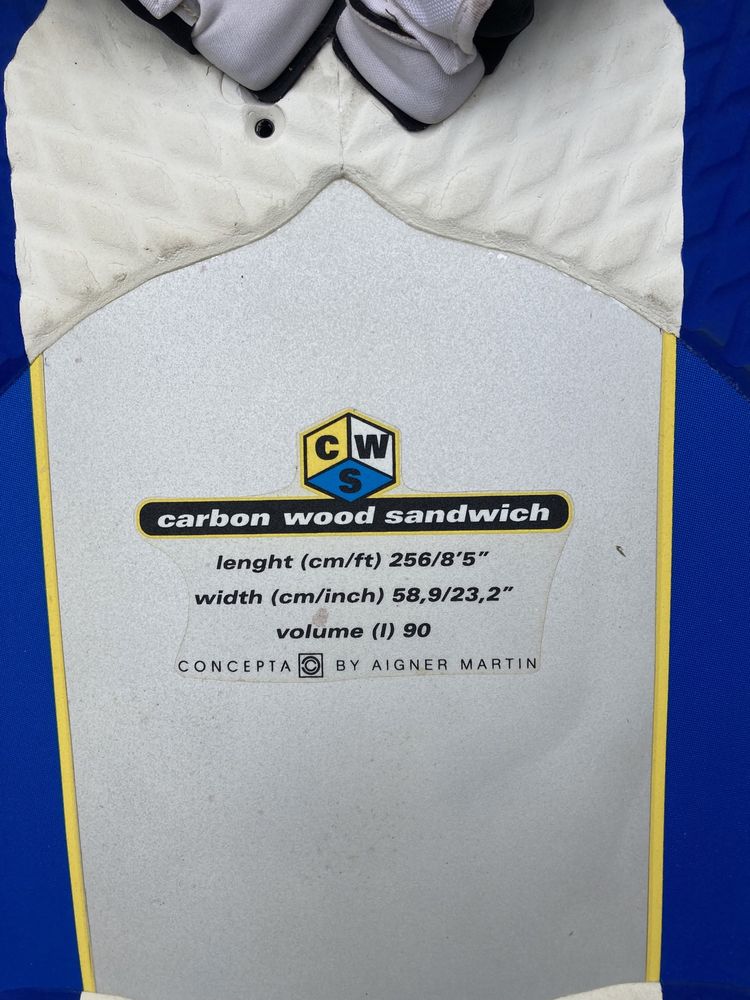 C W
S
carbon wood sandwich
lenght (cm/ft) 256/8'5"
width (cm/inch) 58,9/23,2"
volume (l) 90
CONCEPTA C BY AIGNER MARTIN